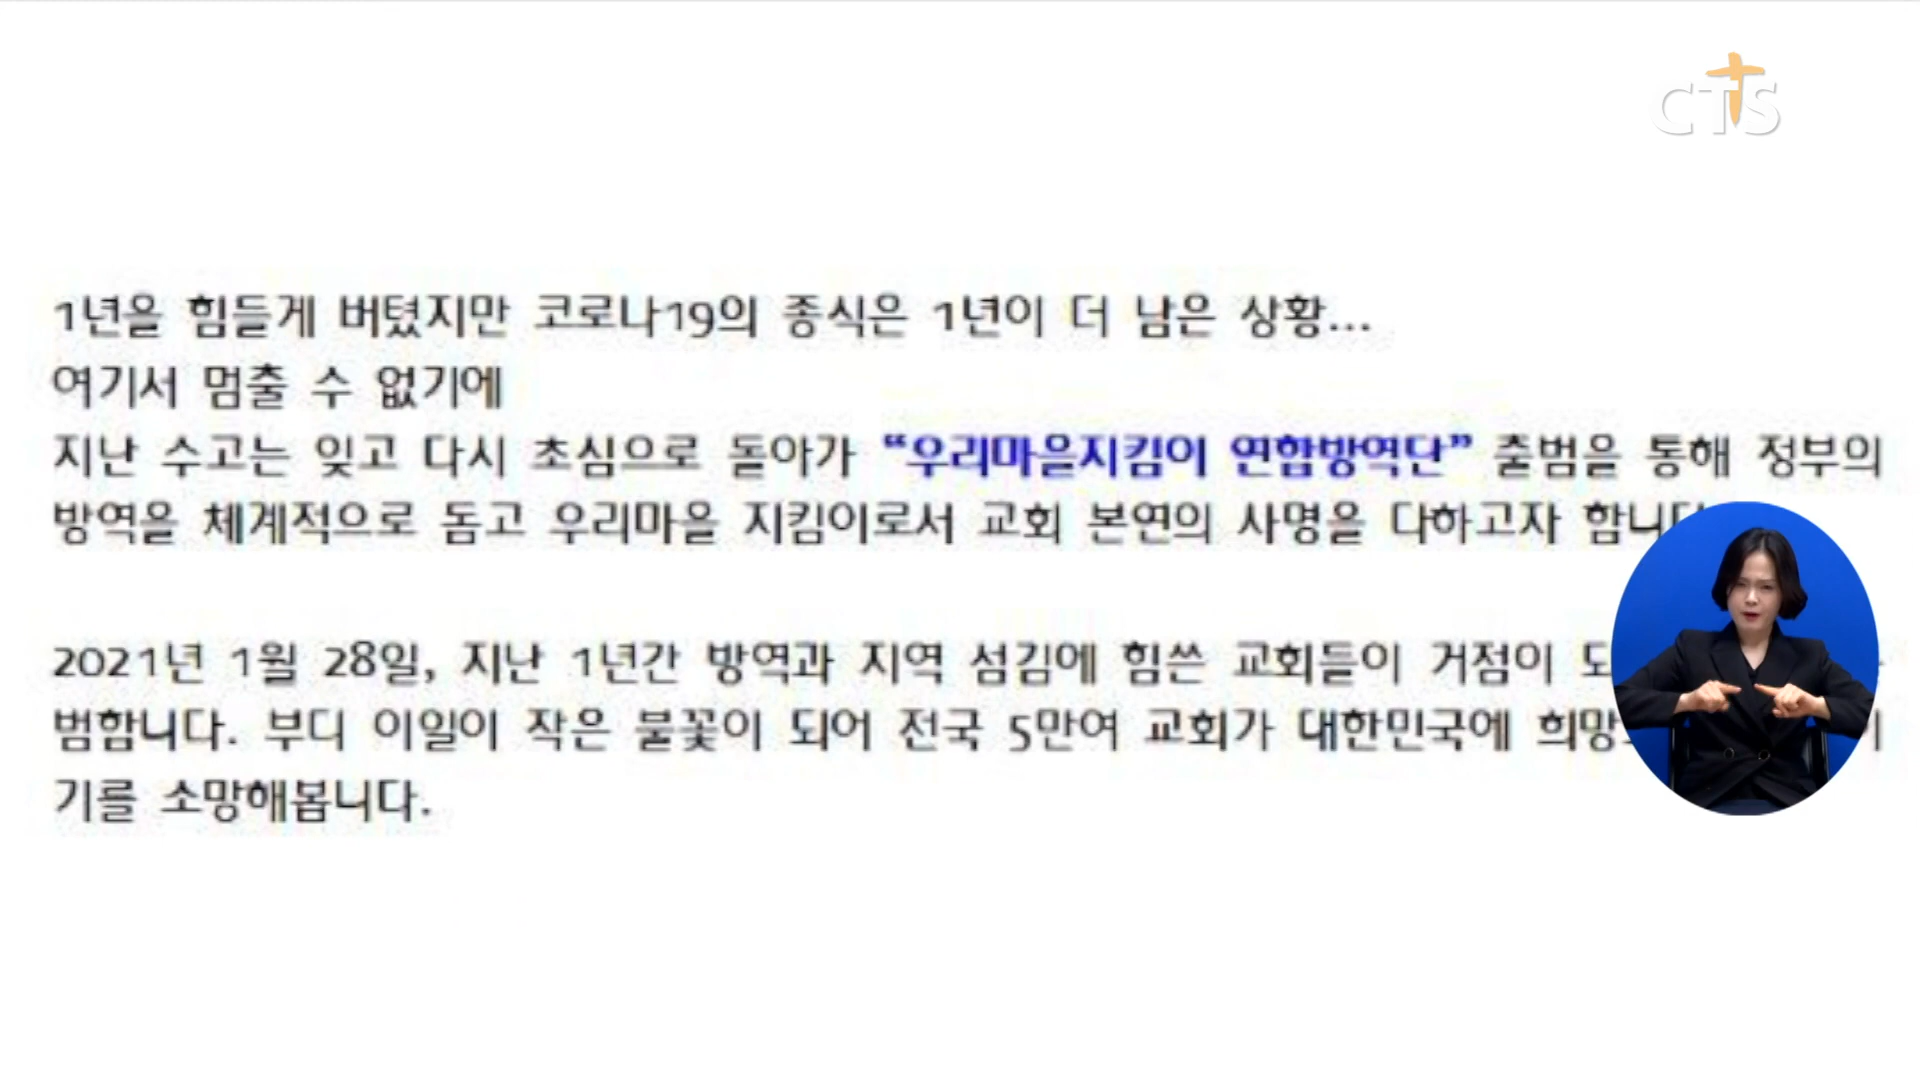 CTS
1년을 힘들게 버텼지만 코로나19의 종식은 1년이 더 남은 상황...
여기서 멈출 수 없기에
지난 수고는 잊고 다시 초심으로 돌아가 “우리마을지킴이 연합방역단” 출범을 통해 정부의
방역을 체계적으로 돕고 우리마을 지킴이로서 교회 본연의 사명을 다하고자
2021년 1월 28일, 지난 1년간 방역과 지역 섬김에 힘쓴 교회들이 거점이
범합니다. 부디 이일이 작은 불꽃이 되어 전국 5만여 교회가 대한민국에
기를 소망해봅니다.